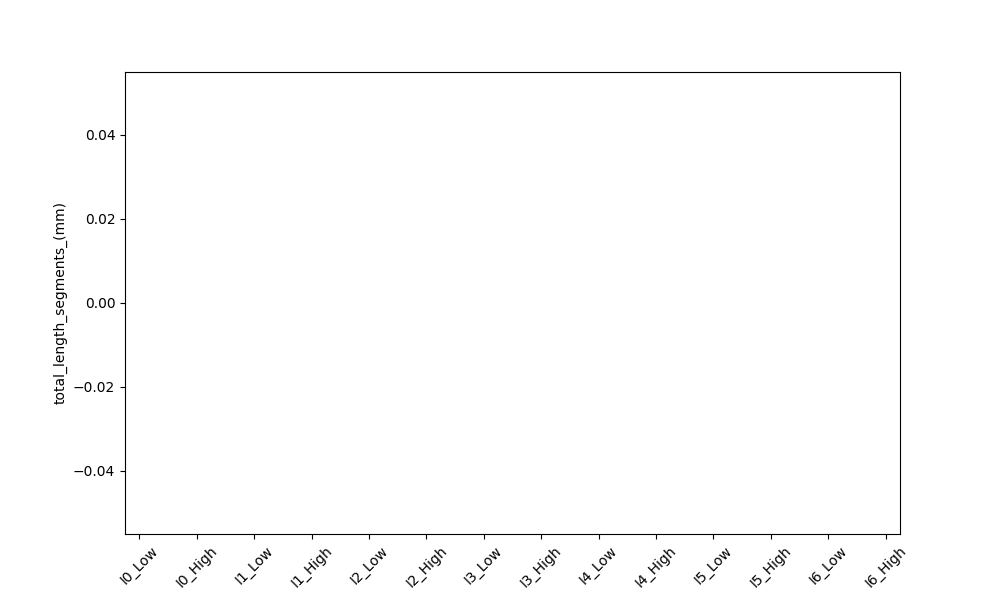 0.04
0.02
0.00
−0.02
−0.04
total_length_segments_(mm)
I0_Low
I0_High
I1_Low
I1_High
I2_Low
I2_High
I3_Low
I3_High
I4_Low
I4_High
I5_Low
I5_High
I6_Low
I6_High